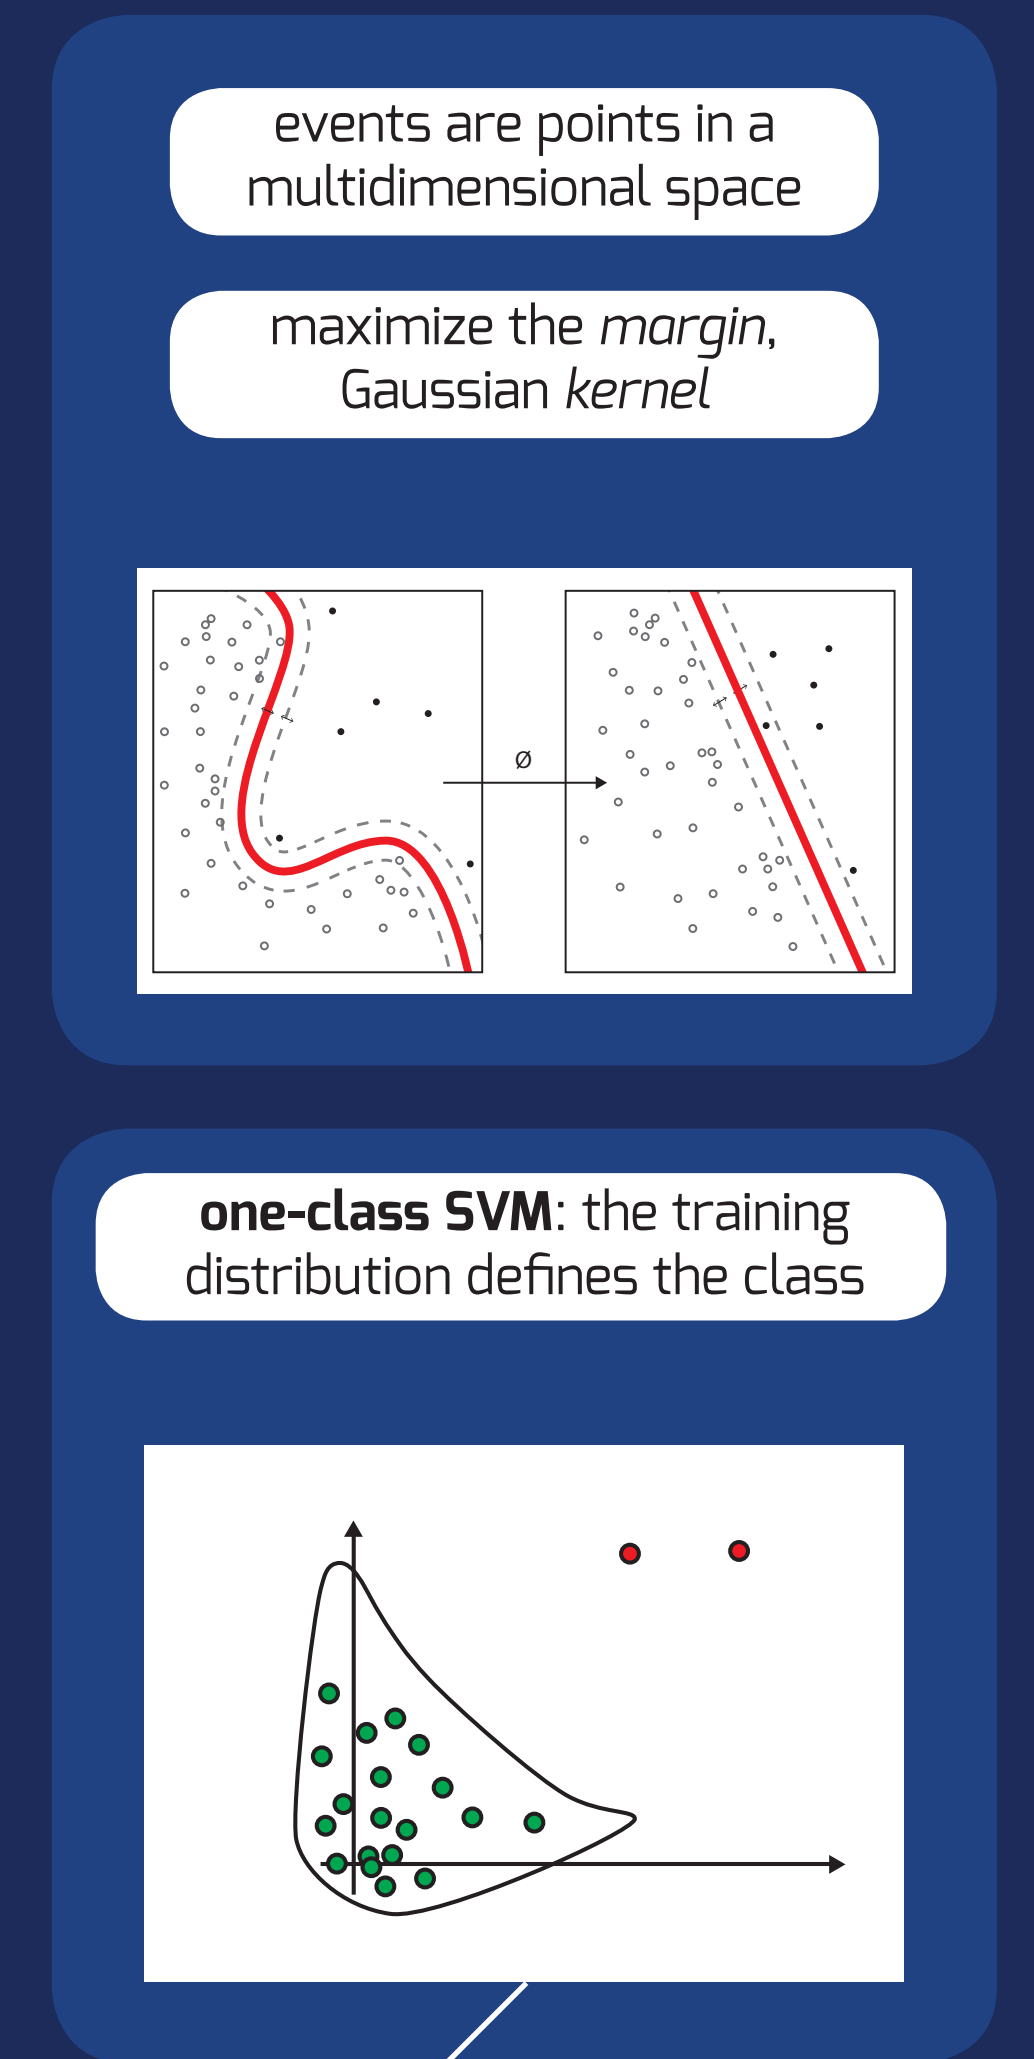 events are points in a
multidimensional space
maximize the margin,
Gaussian kernel
ø
one-class SVM: the training
distribution defines the class